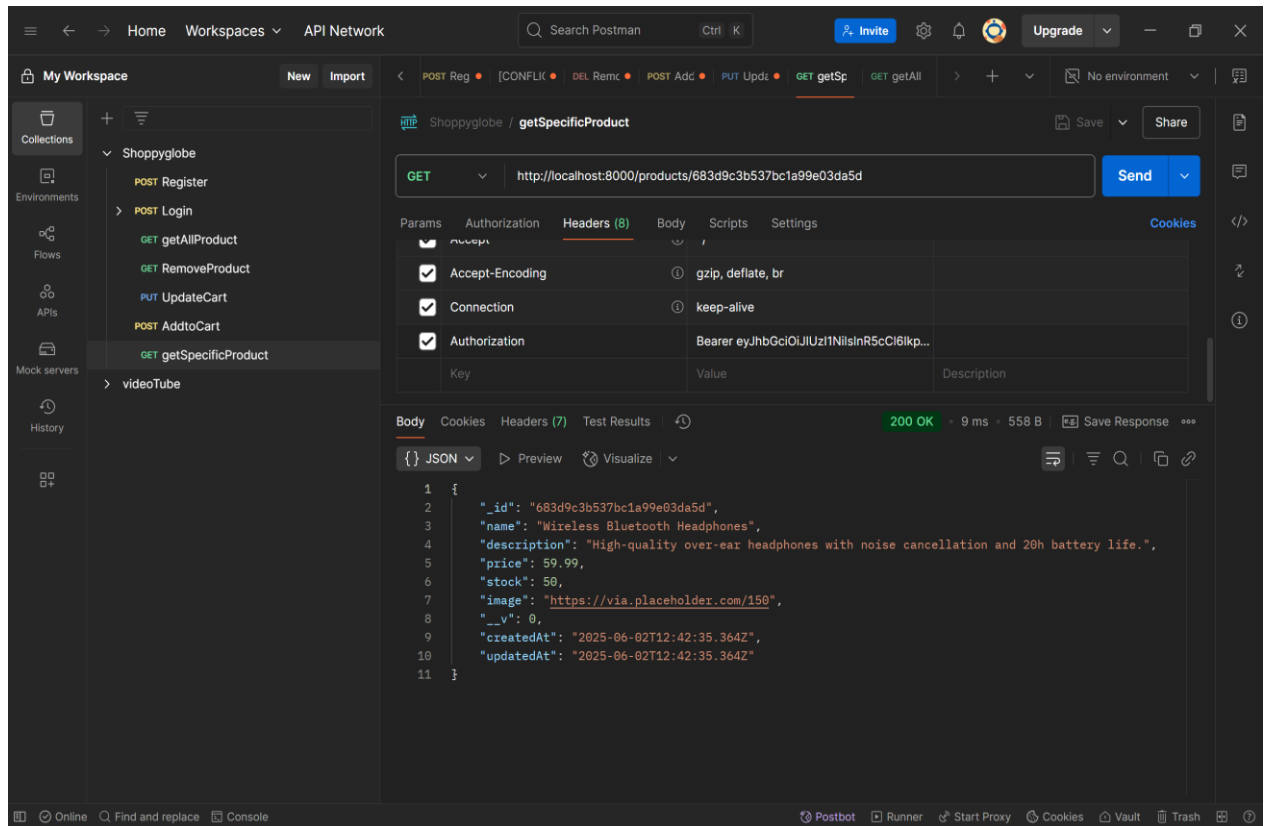 Home Workspaces API Network Search Postman Ctrl K Invite Upgrade
My Workspace New Import
POST Reg [CONFLIC DEL Remc POST Add PUT Upda GET getSp GET getAll No environment
Collections
Environments
Flows
APIs
Mock servers
History
Shoppyglobe
POST Register
POST Login
GET getAllProduct
GET RemoveProduct
PUT UpdateCart
POST AddtoCart
GET getSpecificProduct
videoTube
HTTP Shoppyglobe / getSpecificProduct Save Share
GET http://localhost:8000/products/683d9c3b537bc1a99e03da5d Send
Params Authorization Headers (8) Body Scripts Settings Cookies
Accept
Accept-Encoding gzip, deflate, br
Connection keep-alive
Authorization Bearer eyJhbGciOiJIUzI1NiIsInR5cCI6Ikp...
Key Value Description
Body Cookies Headers (7) Test Results 200 OK 9 ms 558 B Save Response
{} JSON Preview Visualize
1 {
2 "_id": "683d9c3b537bc1a99e03da5d",
3 "name": "Wireless Bluetooth Headphones",
4 "description": "High-quality over-ear headphones with noise cancellation and 20h battery life.",
5 "price": 59.99,
6 "stock": 50,
7 "image": "https://via.placeholder.com/150",
8 "__v": 0,
9 "createdAt": "2025-06-02T12:42:35.364Z",
10 "updatedAt": "2025-06-02T12:42:35.364Z"
11 }
Online Find and replace Console Postbot Runner Start Proxy Cookies Vault Trash